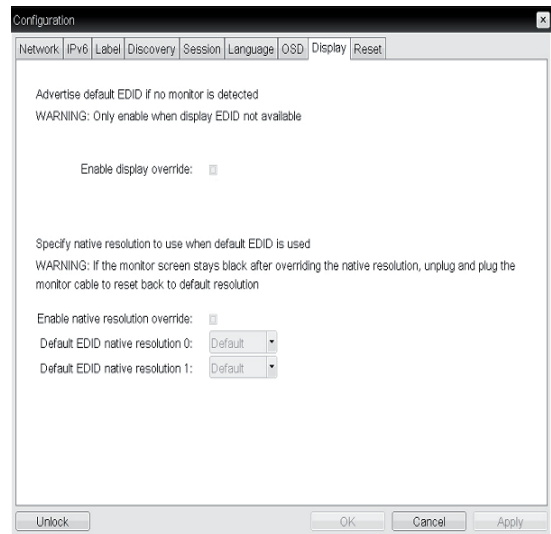 Configuration
Network IPv6 Label Discovery Session Language OSD Display Reset
Advertise default EDID if no monitor is detected
WARNING: Only enable when display EDID not available
Enable display override:
Specify native resolution to use when default EDID is used
WARNING: If the monitor screen stays black after overriding the native resolution, unplug and plug the
monitor cable to reset back to default resolution
Enable native resolution override:
Default EDID native resolution 0: Default
Default EDID native resolution 1: Default
Unlock OK Cancel Apply